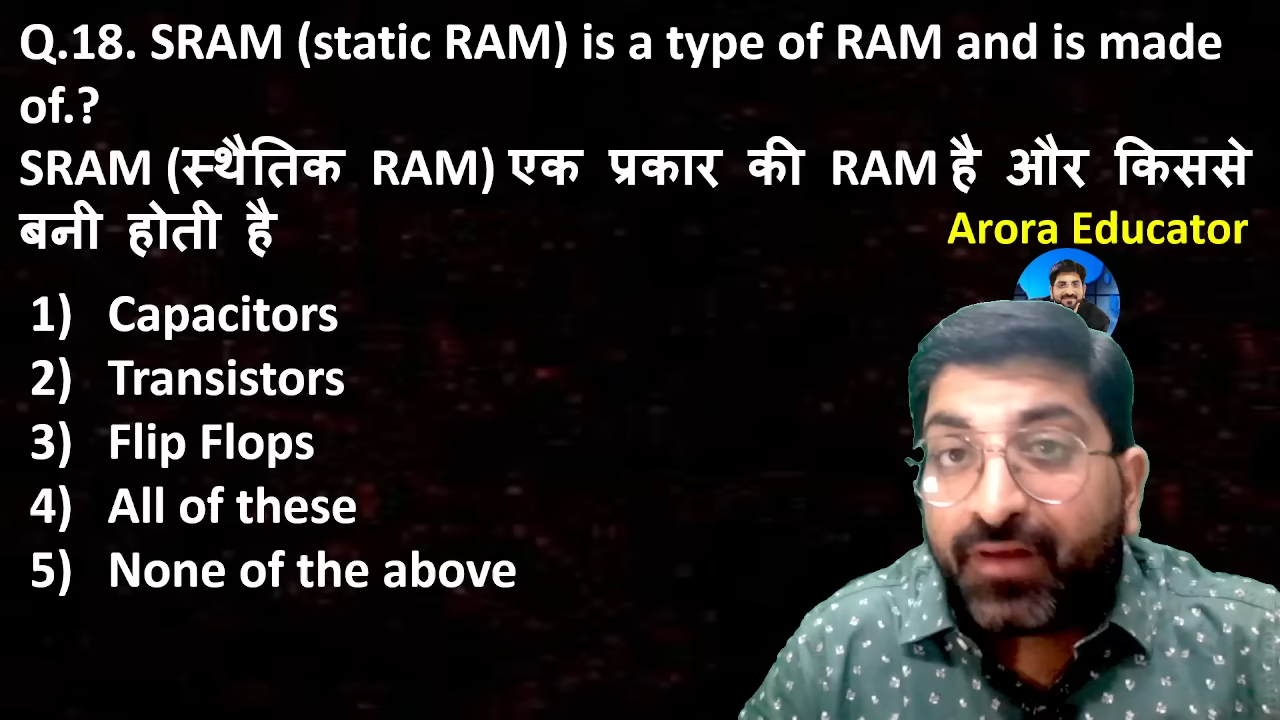 Q.18. SRAM (static RAM) is a type of RAM and is made
of.?
SRAM (स्थैतिक RAM) एक प्रकार की RAM है और किससे
बनी होती है
Arora Educator
1) Capacitors
2) Transistors
3) Flip Flops
4) All of these
5) None of the above